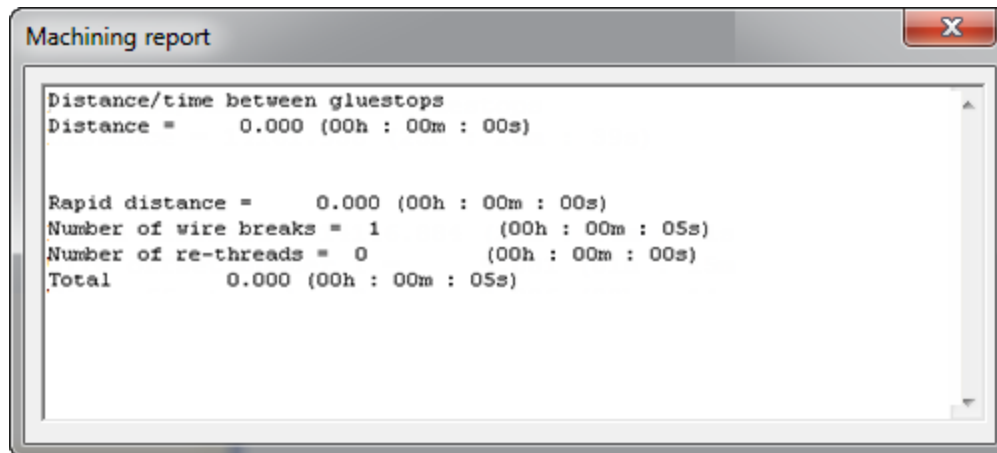 Machining report
Distance/time between gluestops
Distance =     0.000 (00h : 00m : 00s)
Rapid distance =     0.000 (00h : 00m : 00s)
Number of wire breaks =  1         (00h : 00m : 05s)
Number of re-threads =  0         (00h : 00m : 00s)
Total         0.000 (00h : 00m : 05s)